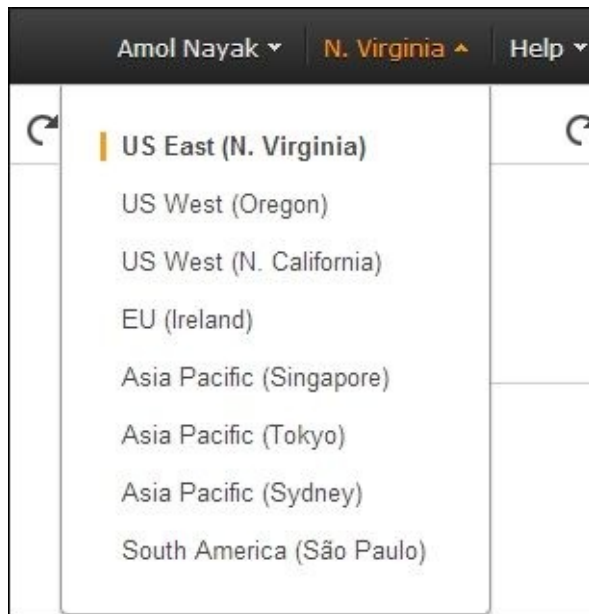 Amol Nayak N. Virginia Help
US East (N. Virginia)
US West (Oregon)
US West (N. California)
EU (Ireland)
Asia Pacific (Singapore)
Asia Pacific (Tokyo)
Asia Pacific (Sydney)
South America (São Paulo)